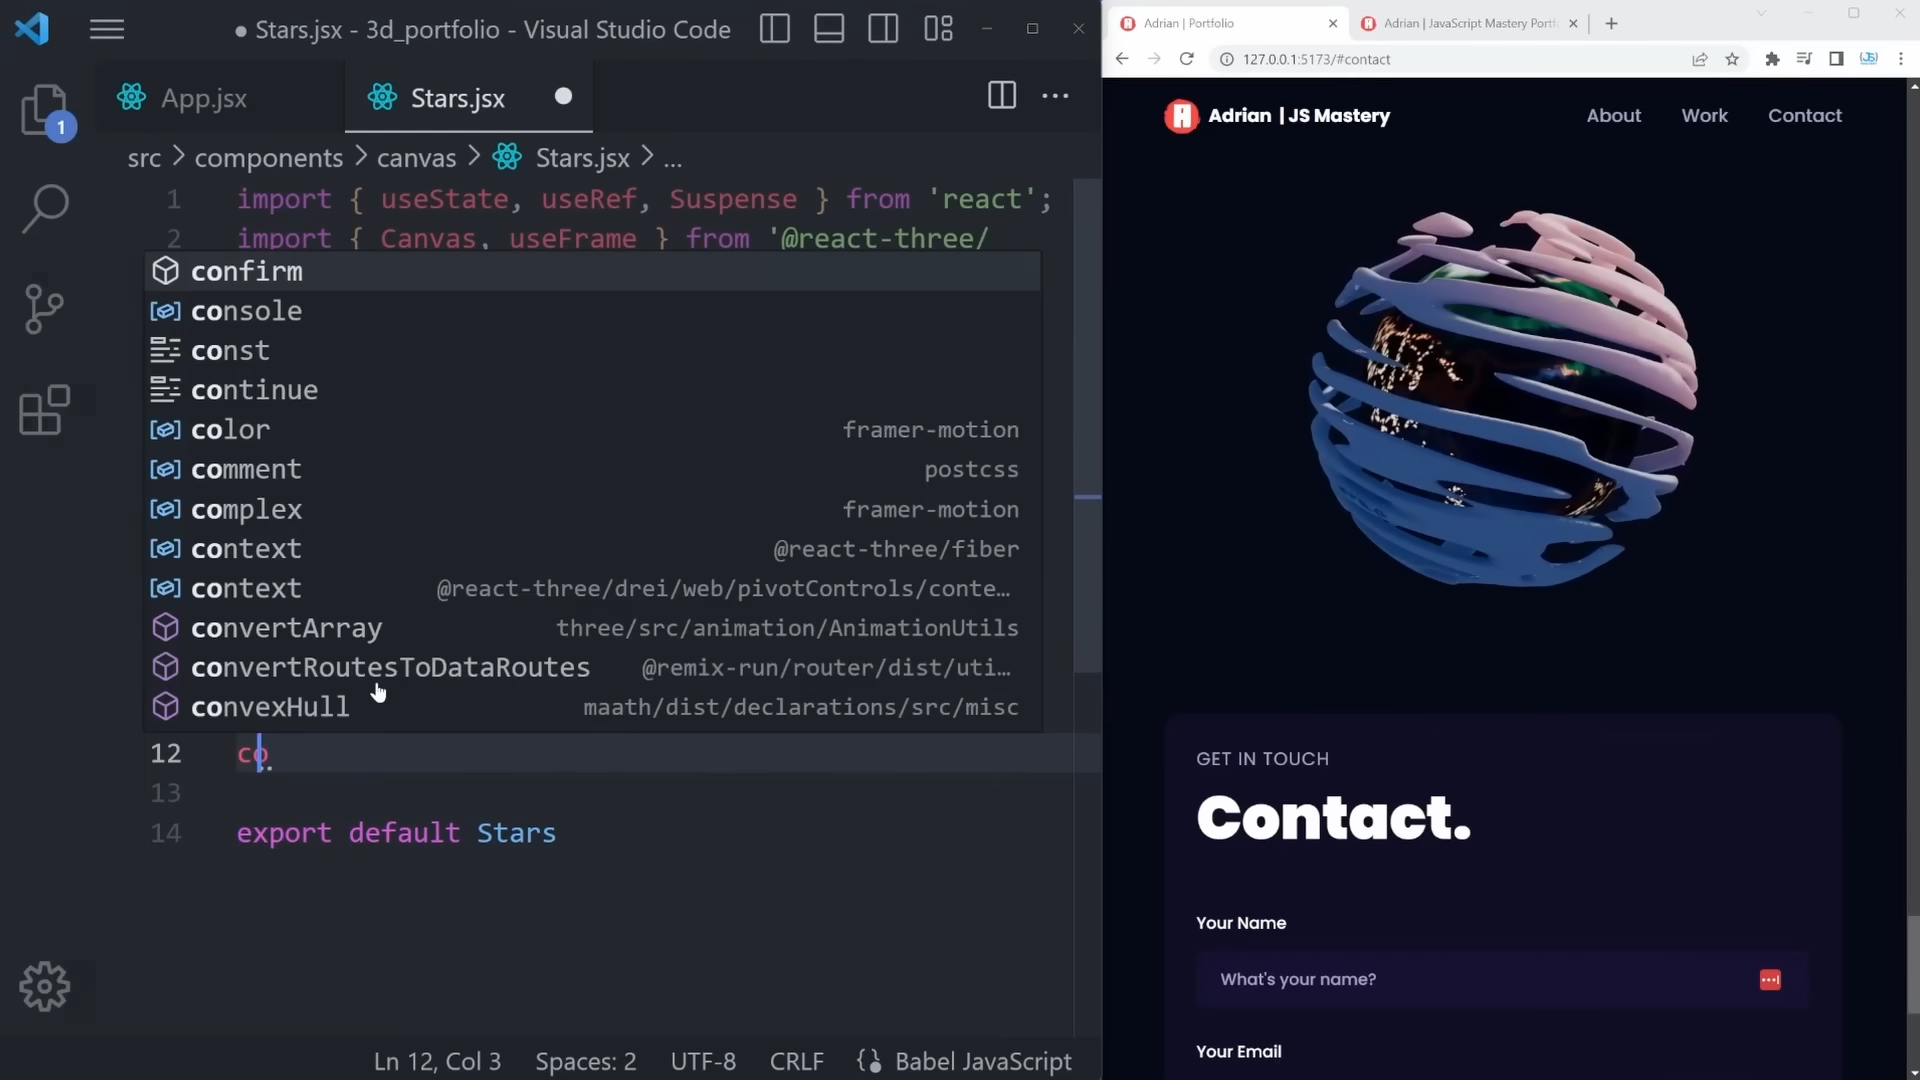 Stars.jsx - 3d_portfolio - Visual Studio Code
1
App.jsx
Stars.jsx
src > components > canvas > Stars.jsx > ...
1 import { useState, useRef, Suspense } from 'react';
2 import { Canvas, useFrame } from '@react-three/
confirm
console
const
continue
color framer-motion
comment postcss
complex framer-motion
context @react-three/fiber
context @react-three/drei/web/pivotControls/conte...
convertArray three/src/animation/AnimationUtils
convertRoutesToDataRoutes @remix-run/router/dist/uti...
convexHull maath/dist/declarations/src/misc
12 co
13
14 export default Stars
Ln 12, Col 3 Spaces: 2 UTF-8 CRLF Babel JavaScript
Adrian | Portfolio
Adrian | JavaScript Mastery Portf
127.0.0.1:5173/#contact
Adrian | JS Mastery
About Work Contact
GET IN TOUCH
Contact.
Your Name
What's your name?
Your Email